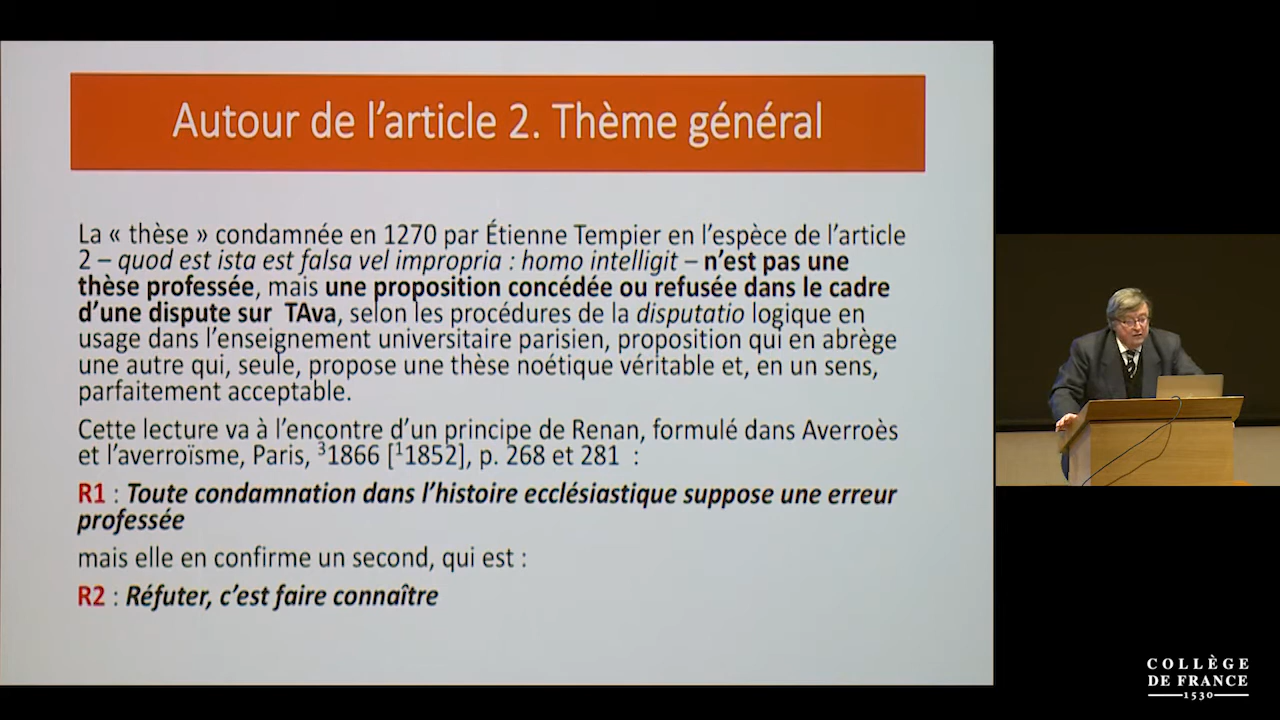 Autour de l’article 2. Thème général
La « thèse » condamnée en 1270 par Étienne Tempier en l’espèce de l’article
2 – quod est ista est falsa vel impropria : homo intelligit – n’est pas une
thèse professée, mais une proposition concédée ou refusée dans le cadre
d’une dispute sur TAva, selon les procédures de la disputatio logique en
usage dans l’enseignement universitaire parisien, proposition qui en abrège
une autre qui, seule, propose une thèse noétique véritable et, en un sens,
parfaitement acceptable.
Cette lecture va à l’encontre d’un principe de Renan, formulé dans Averroès
et l’averroïsme, Paris, ³1866 [¹1852], p. 268 et 281 :
R1 : Toute condamnation dans l’histoire ecclésiastique suppose une erreur
professée
mais elle en confirme un second, qui est :
R2 : Réfuter, c’est faire connaître
COLLÈGE
DE FRANCE
1530